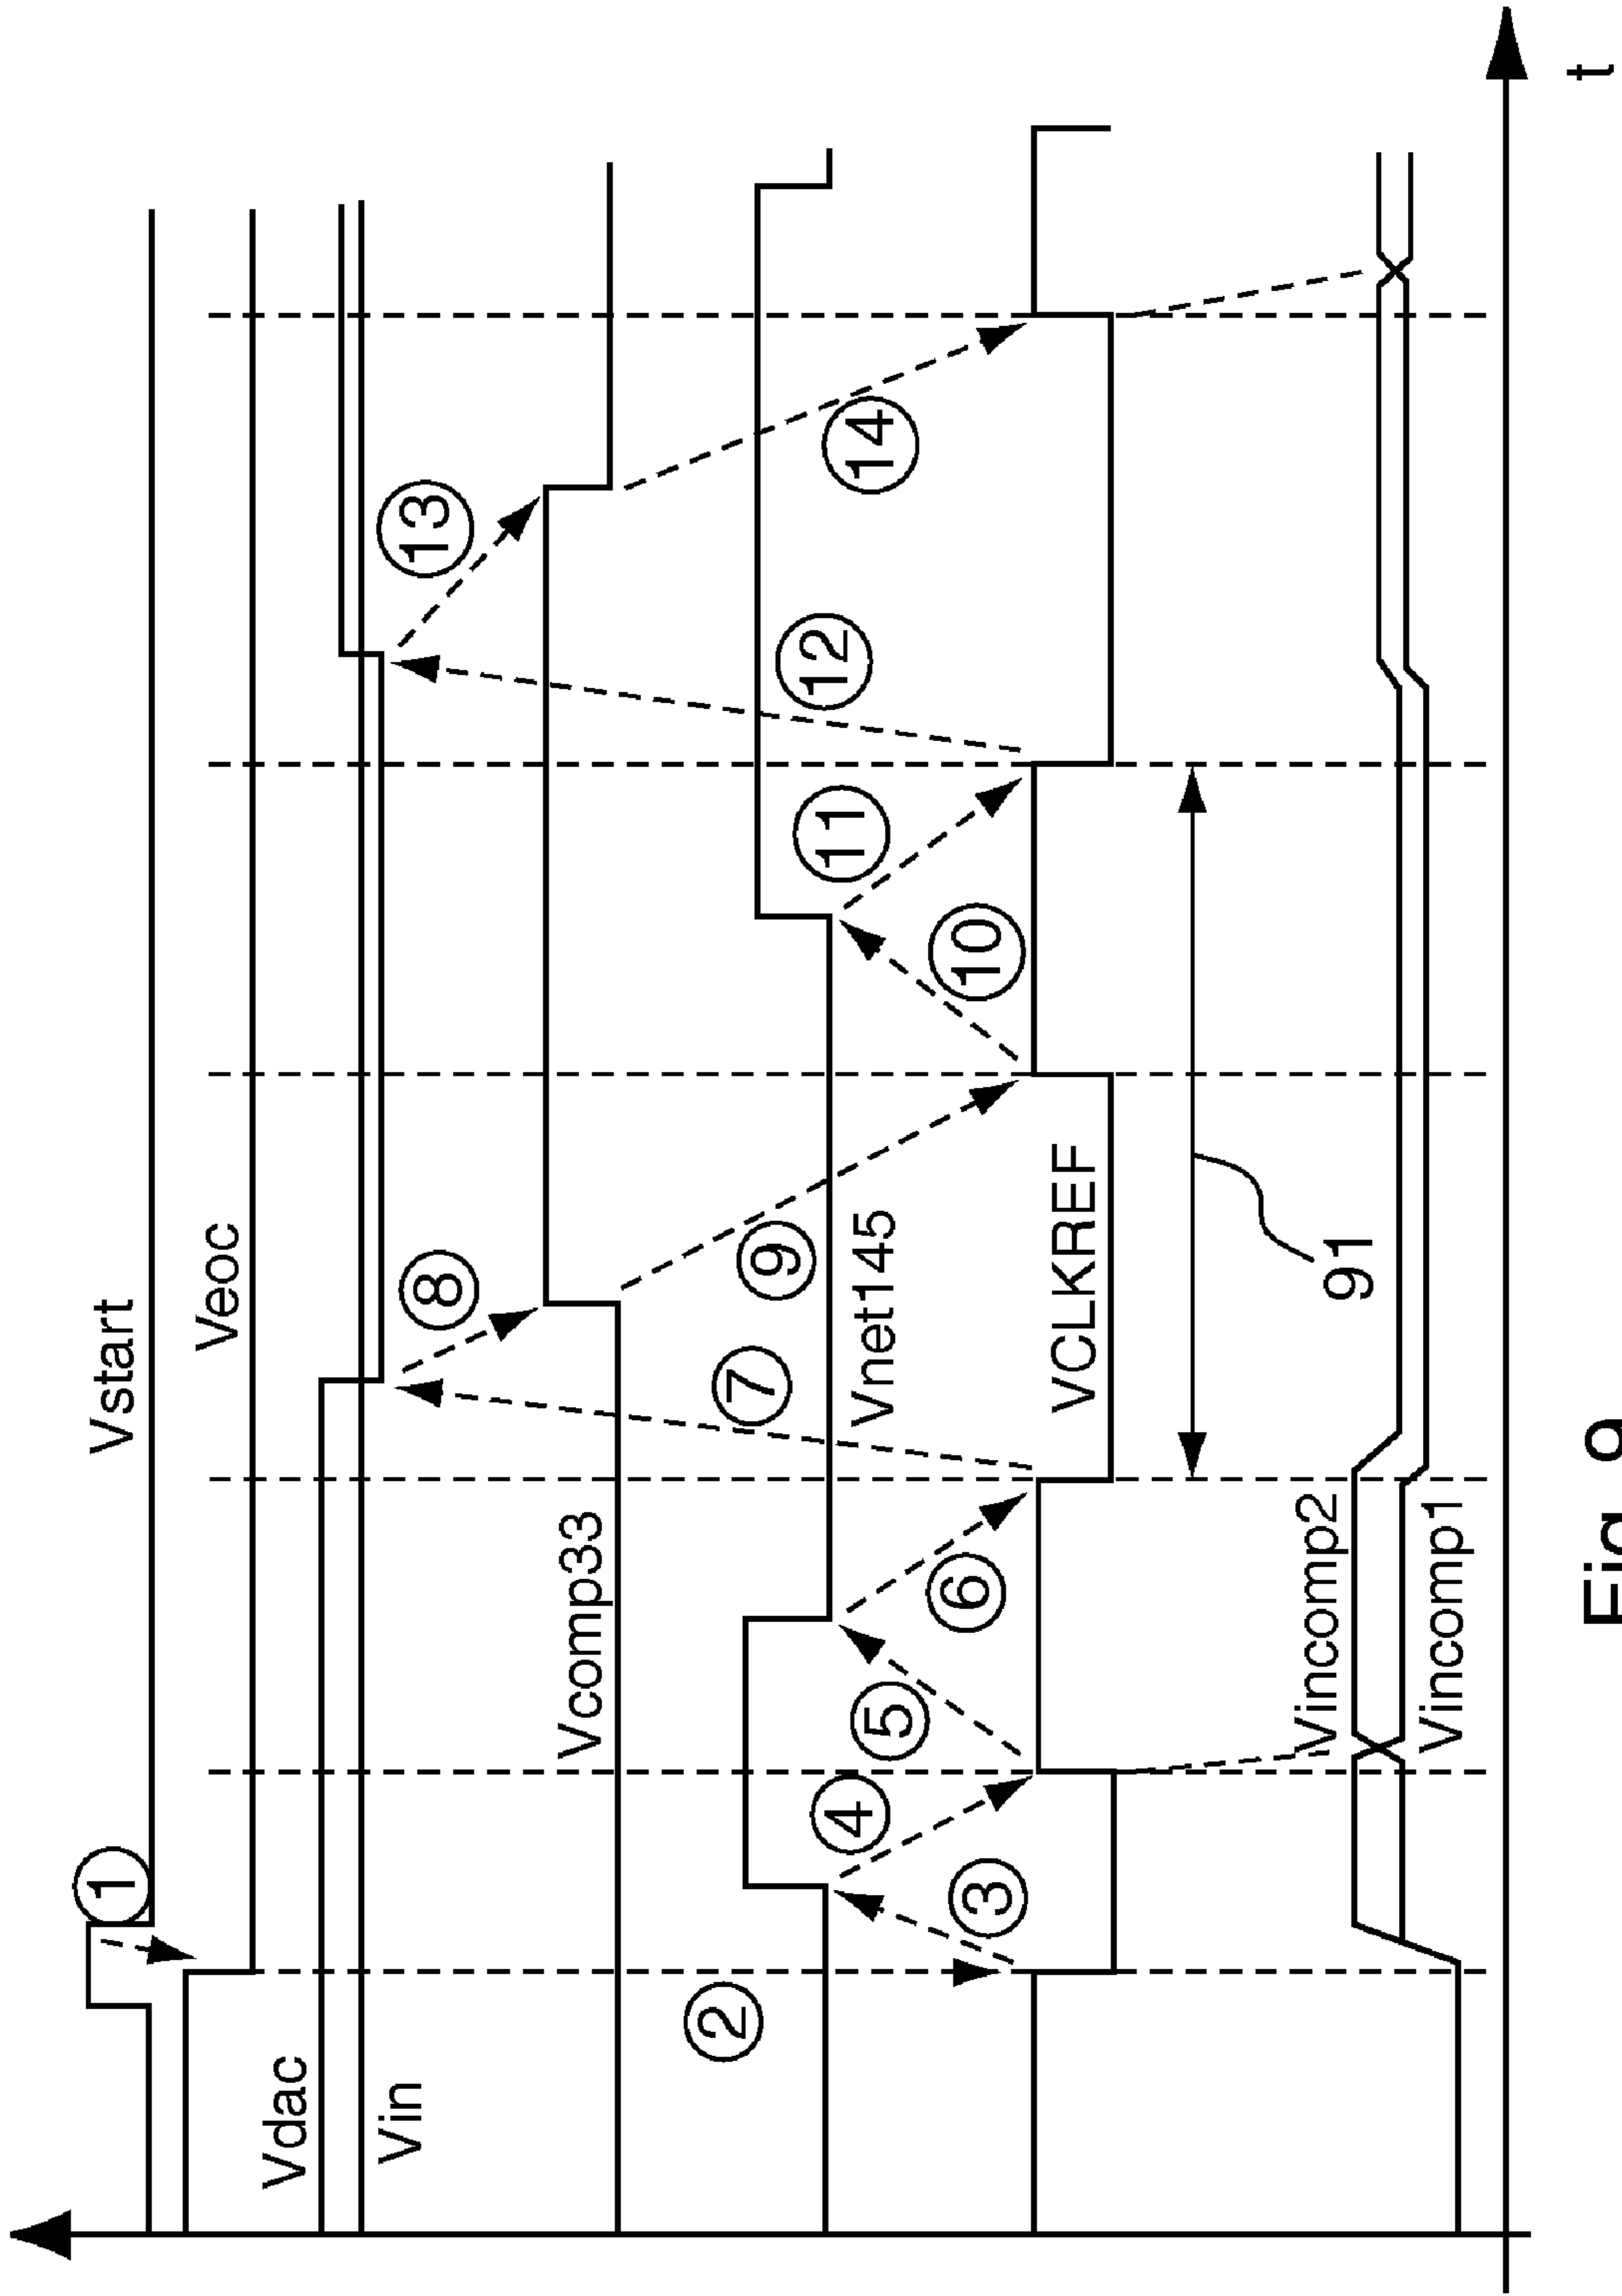 Vstart
①
Veoc
Vdac
Vin
⑧
⑬
Vcomp33
②
⑦
⑨
⑫
④
⑤
Vnet145
⑪
⑭
③
⑥
⑩
VCLKREF
91
Vincomp2
Vincomp1
t